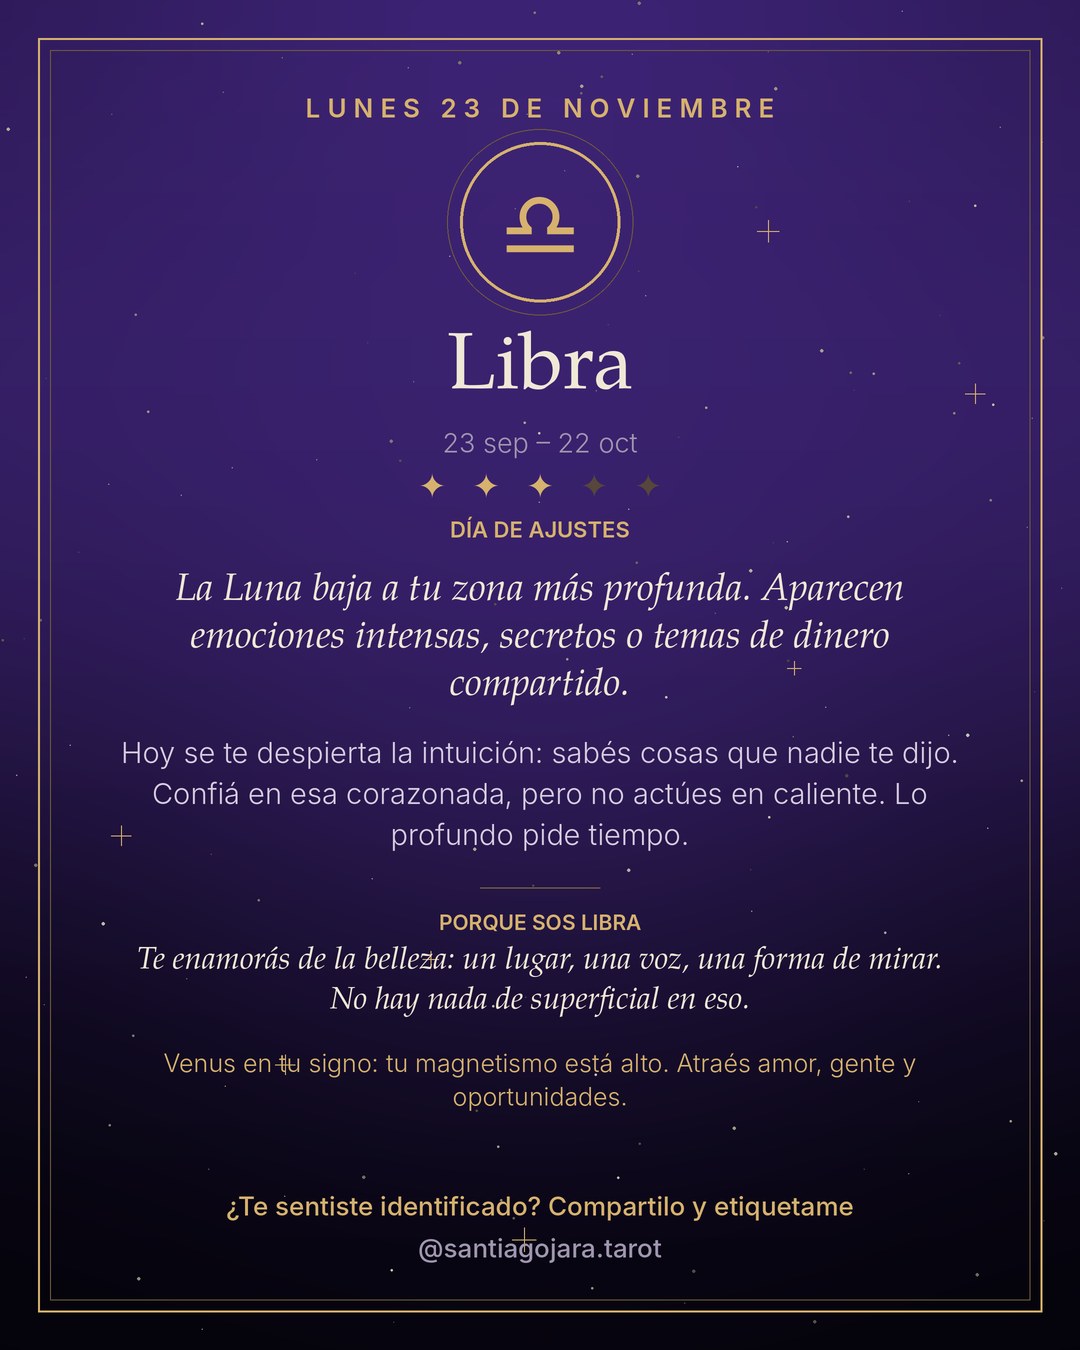 LUNES 23 DE NOVIEMBRE
♎
Libra
23 sep – 22 oct
✦ ✦ ✦ ✦ ✦
DÍA DE AJUSTES
La Luna baja a tu zona más profunda. Aparecen
emociones intensas, secretos o temas de dinero
compartido.
Hoy se te despierta la intuición: sabés cosas que nadie te dijo.
Confiá en esa corazonada, pero no actúes en caliente. Lo
profundo pide tiempo.
PORQUE SOS LIBRA
Te enamorás de la belleza: un lugar, una voz, una forma de mirar.
No hay nada de superficial en eso.
Venus en tu signo: tu magnetismo está alto. Atraés amor, gente y
oportunidades.
¿Te sentiste identificado? Compartilo y etiquetame
@santiagojara.tarot